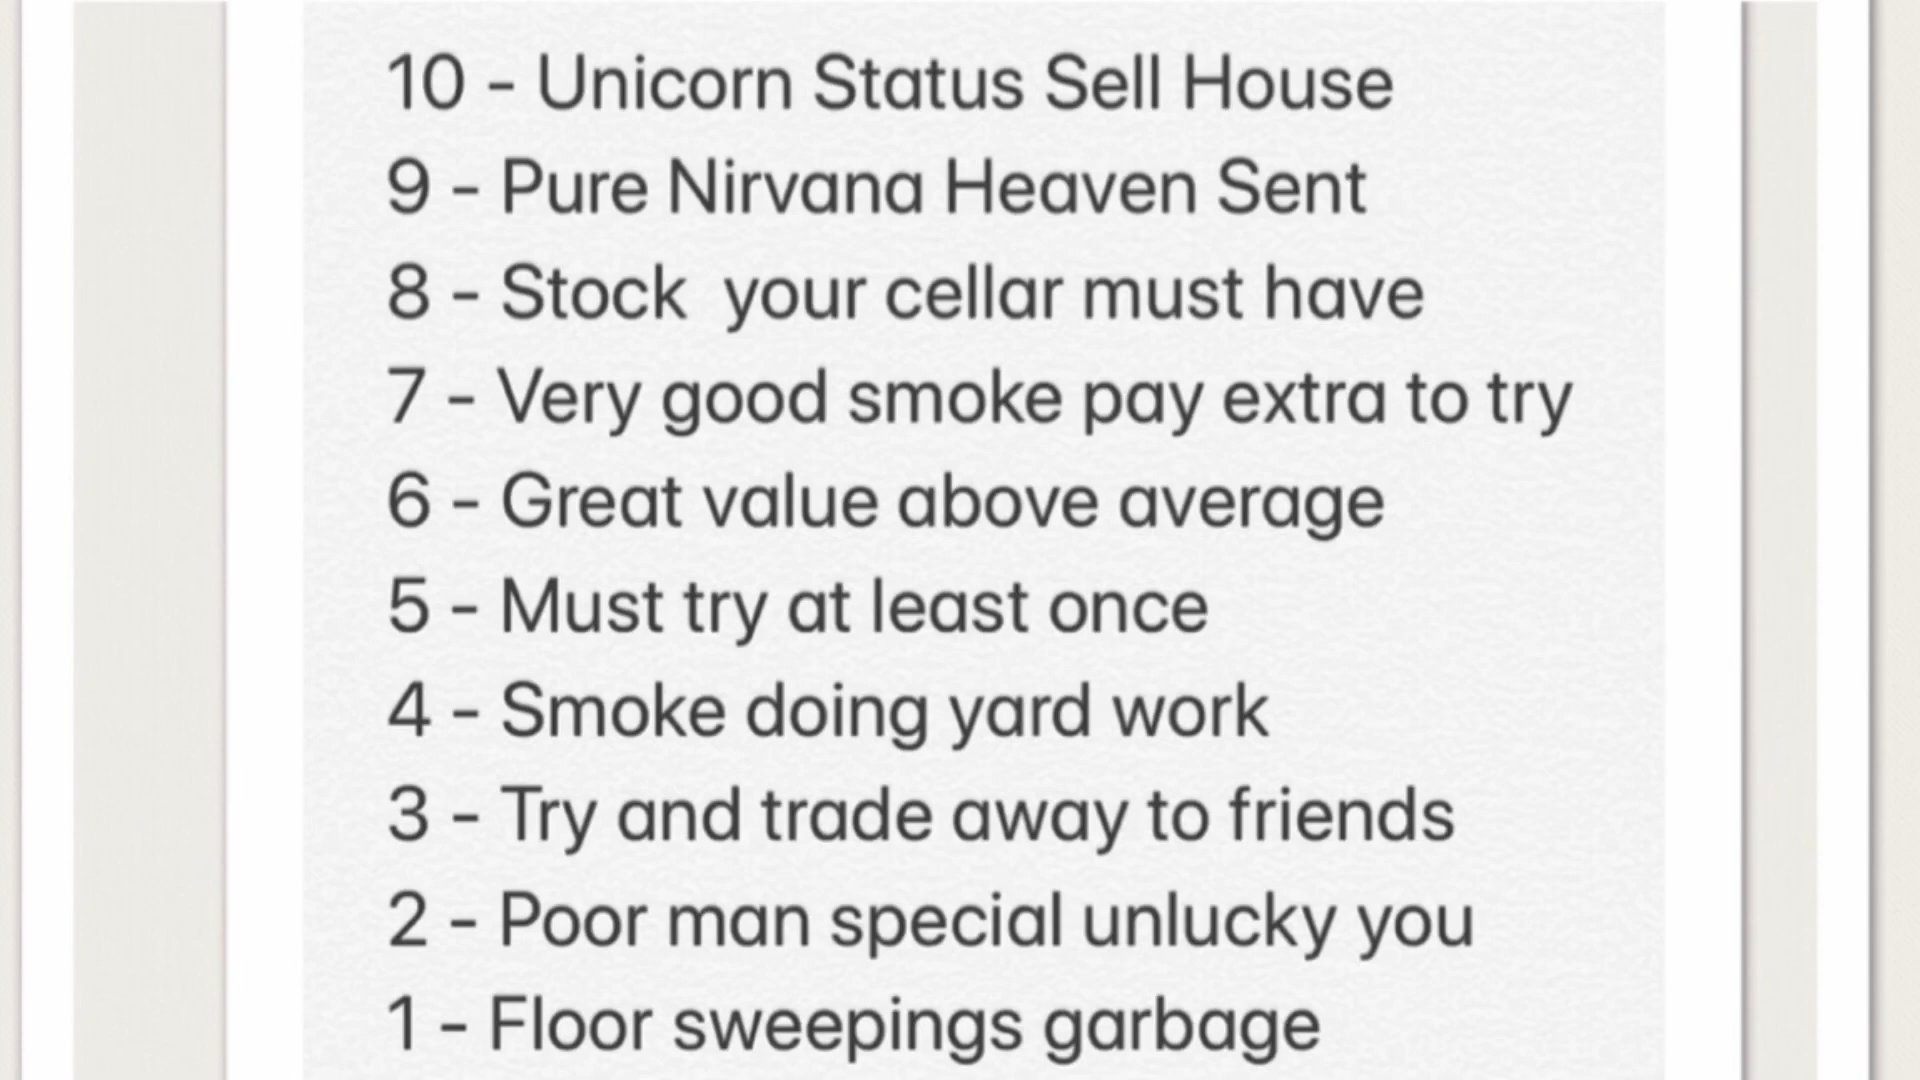 10 - Unicorn Status Sell House
9 - Pure Nirvana Heaven Sent
8 - Stock  your cellar must have
7 - Very good smoke pay extra to try
6 - Great value above average
5 - Must try at least once
4 - Smoke doing yard work
3 - Try and trade away to friends
2 - Poor man special unlucky you
1 - Floor sweepings garbage